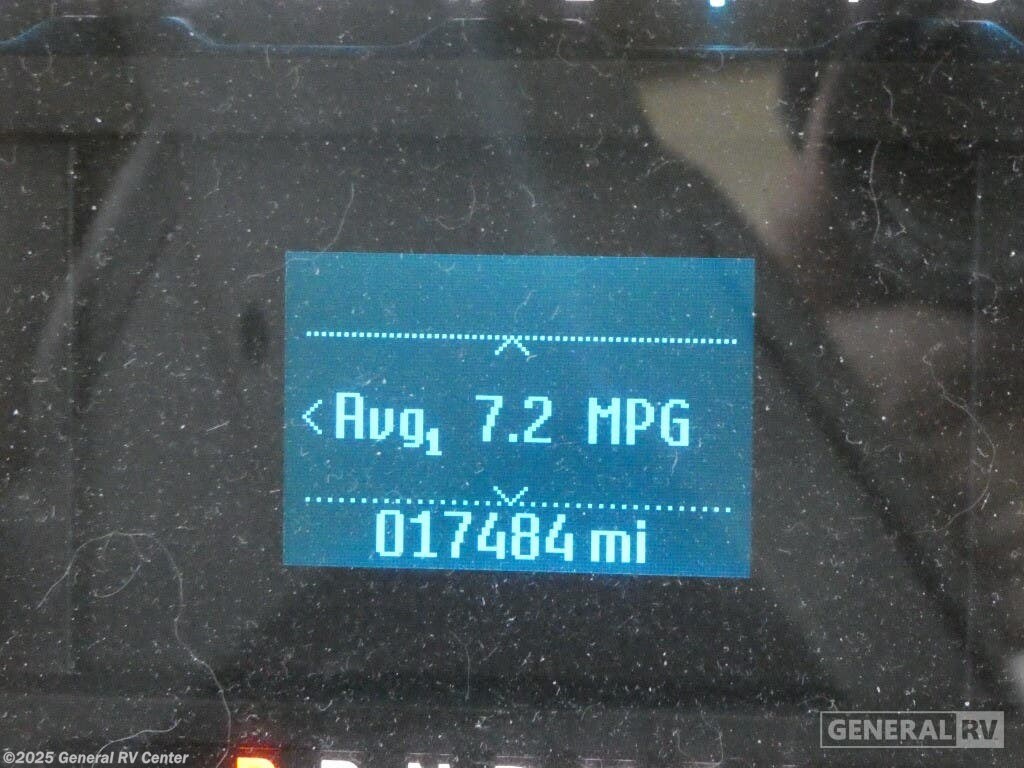 <Avg1 7.2 MPG
017484 mi
GENERAL RV
©2025 General RV Center